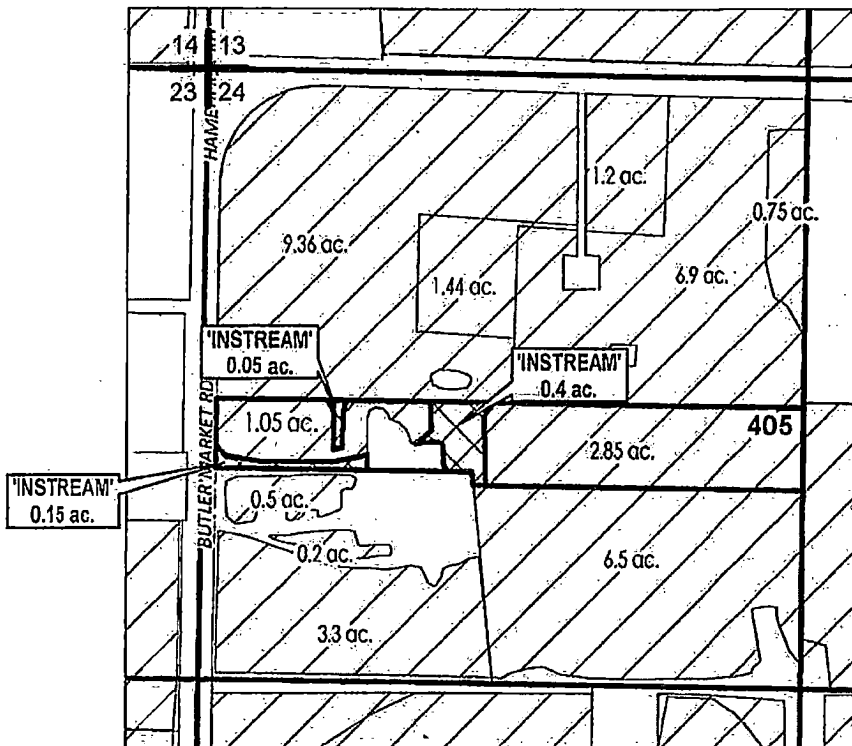 14 13
23 24
HAME
1.2 ac.
0.75 ac.
9.36 ac.
1.44 ac.
6.9 ac.
'INSTREAM'
0.05 ac.
'INSTREAM'
0.4 ac.
BUTLER MARKET RD
1.05 ac.
405
2.85 ac.
'INSTREAM'
0.15 ac.
0.5 ac.
0.2 ac.
6.5 ac.
3.3 ac.